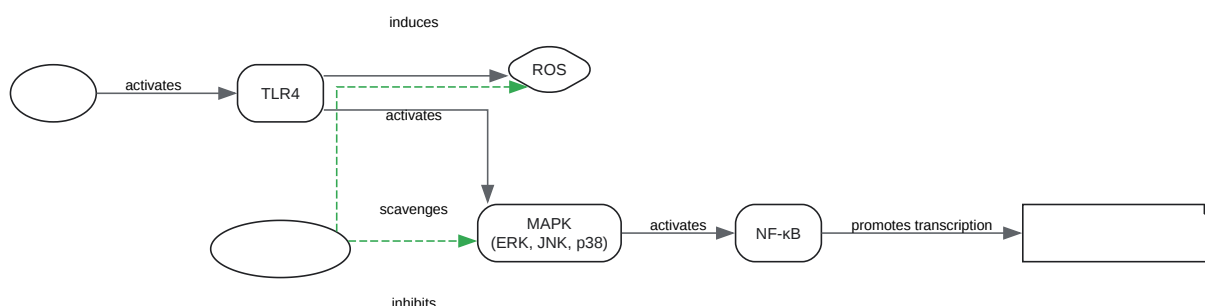 induces
ROS
activates
TLR4
activates
scavenges
MAPK
(ERK, JNK, p38)
activates
NF-κB
promotes transcription
inhibits